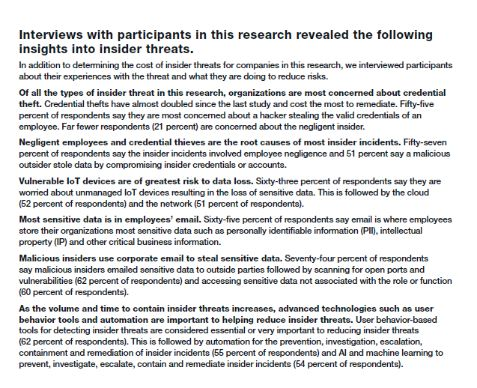 Interviews with participants in this research revealed the following
insights into insider threats.
In addition to determining the cost of insider threats for companies in this research, we interviewed participants
about their experiences with the threat and what they are doing to reduce risks.
Of all the types of insider threat in this research, organizations are most concerned about credential
theft. Credential thefts have almost doubled since the last study and cost the most to remediate. Fifty-five
percent of respondents say they are most concerned about a hacker stealing the valid credentials of an
employee. Far fewer respondents (21 percent) are concerned about the negligent insider.
Negligent employees and credential thieves are the root causes of most insider incidents. Fifty-seven
percent of respondents say the insider incidents involved employee negligence and 51 percent say a malicious
outsider stole data by compromising insider credentials or accounts.
Vulnerable IoT devices are of greatest risk to data loss. Sixty-three percent of respondents say they are
worried about unmanaged IoT devices resulting in the loss of sensitive data. This is followed by the cloud
(52 percent of respondents) and the network (51 percent of respondents).
Most sensitive data is in employees' email. Sixty-five percent of respondents say email is where employees
store their organizations most sensitive data such as personally identifiable information (PII), intellectual
property (IP) and other critical business information.
Malicious insiders use corporate email to steal sensitive data. Seventy-four percent of respondents
say malicious insiders emailed sensitive data to outside parties followed by scanning for open ports and
vulnerabilities (62 percent of respondents) and accessing sensitive data not associated with the role or function
(60 percent of respondents).
As the volume and time to contain insider threats increases, advanced technologies such as user
behavior tools and automation are important to helping reduce insider threats. User behavior-based
tools for detecting insider threats are considered essential or very important to reducing insider threats
(62 percent of respondents). This is followed by automation for the prevention, investigation, escalation,
containment and remediation of insider incidents (55 percent of respondents) and AI and machine learning to
prevent, investigate, escalate, contain and remediate insider incidents (54 percent of respondents).